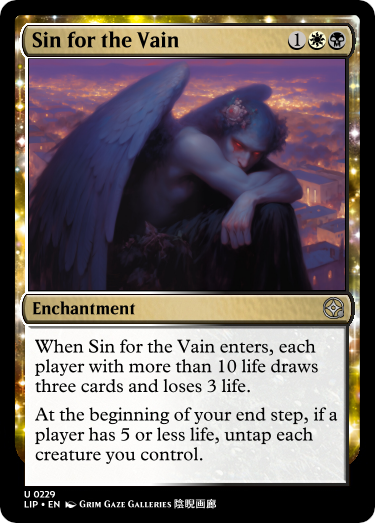 Sin for the Vain 1
Enchantment
When Sin for the Vain enters, each
player with more than 10 life draws
three cards and loses 3 life.
At the beginning of your end step, if a
player has 5 or less life, untap each
creature you control.
U 0229
LIP • EN Grim Gaze Galleries 陰睨画廊